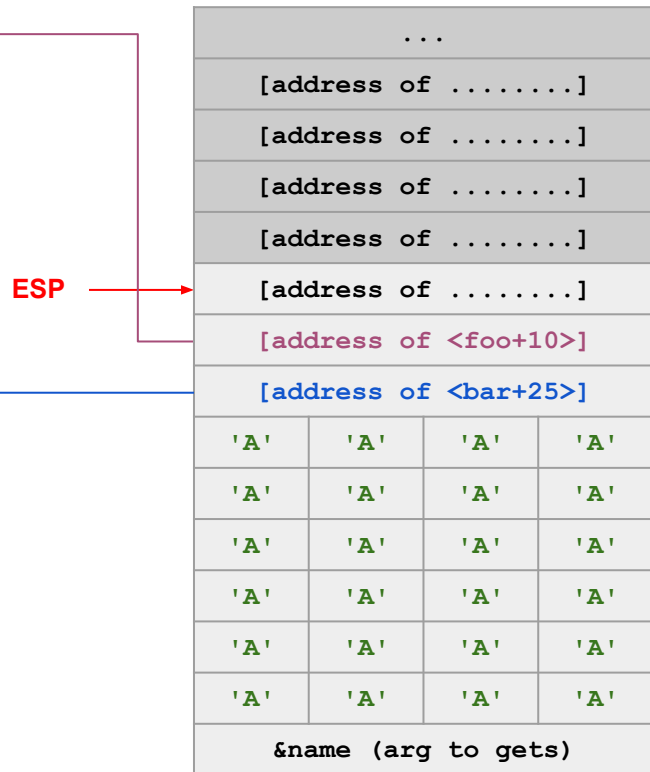 ...
[address of ........]
[address of ........]
[address of ........]
[address of ........]
ESP [address of ........]
[address of <foo+10>]
[address of <bar+25>]
'A' 'A' 'A' 'A'
'A' 'A' 'A' 'A'
'A' 'A' 'A' 'A'
'A' 'A' 'A' 'A'
'A' 'A' 'A' 'A'
'A' 'A' 'A' 'A'
&name (arg to gets)